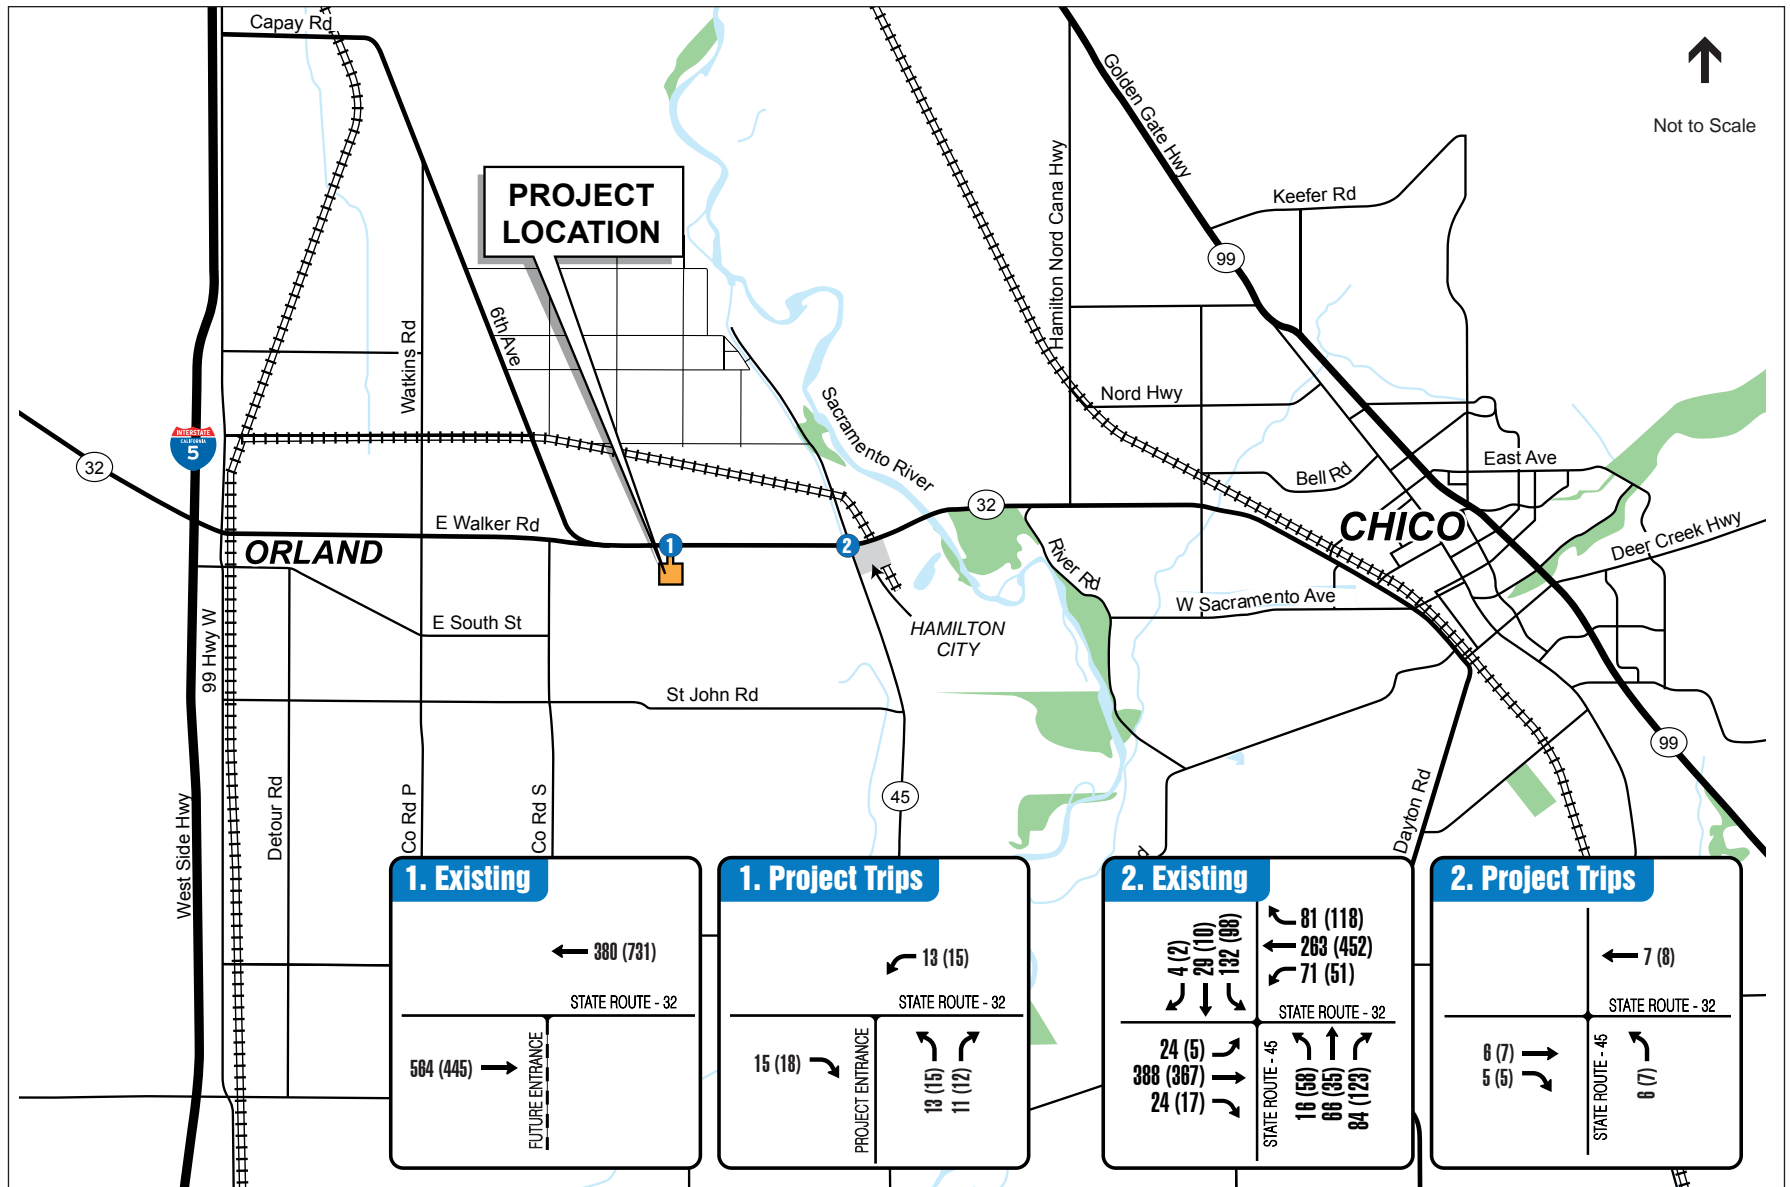 Capay Rd
Not to Scale
Golden Gate Hwy
Hamilton Nord Cana Hwy
Keefer Rd
99
PROJECT
LOCATION
6th Ave
Watkins Rd
Nord Hwy
Sacramento River
INTERSTATE
CALIFORNIA
5
32
Bell Rd
East Ave
32
E Walker Rd
CHICO
Deer Creek Hwy
ORLAND
1
2
River Rd
W Sacramento Ave
E South St
HAMILTON
CITY
99 Hwy W
St John Rd
99
45
West Side Hwy
Detour Rd
Co Rd P
Co Rd S
Dayton Rd
d
1. Existing
380 (731)
STATE ROUTE - 32
564 (445)
FUTURE ENTRANCE
1. Project Trips
13 (15)
STATE ROUTE - 32
15 (18)
PROJECT ENTRANCE
13 (15)
11 (12)
2. Existing
4 (2)
29 (10)
132 (98)
81 (118)
263 (452)
71 (51)
STATE ROUTE - 32
24 (5)
388 (367)
24 (17)
STATE ROUTE - 45
16 (58)
66 (35)
84 (123)
2. Project Trips
7 (8)
STATE ROUTE - 32
6 (7)
5 (5)
STATE ROUTE - 45
6 (7)